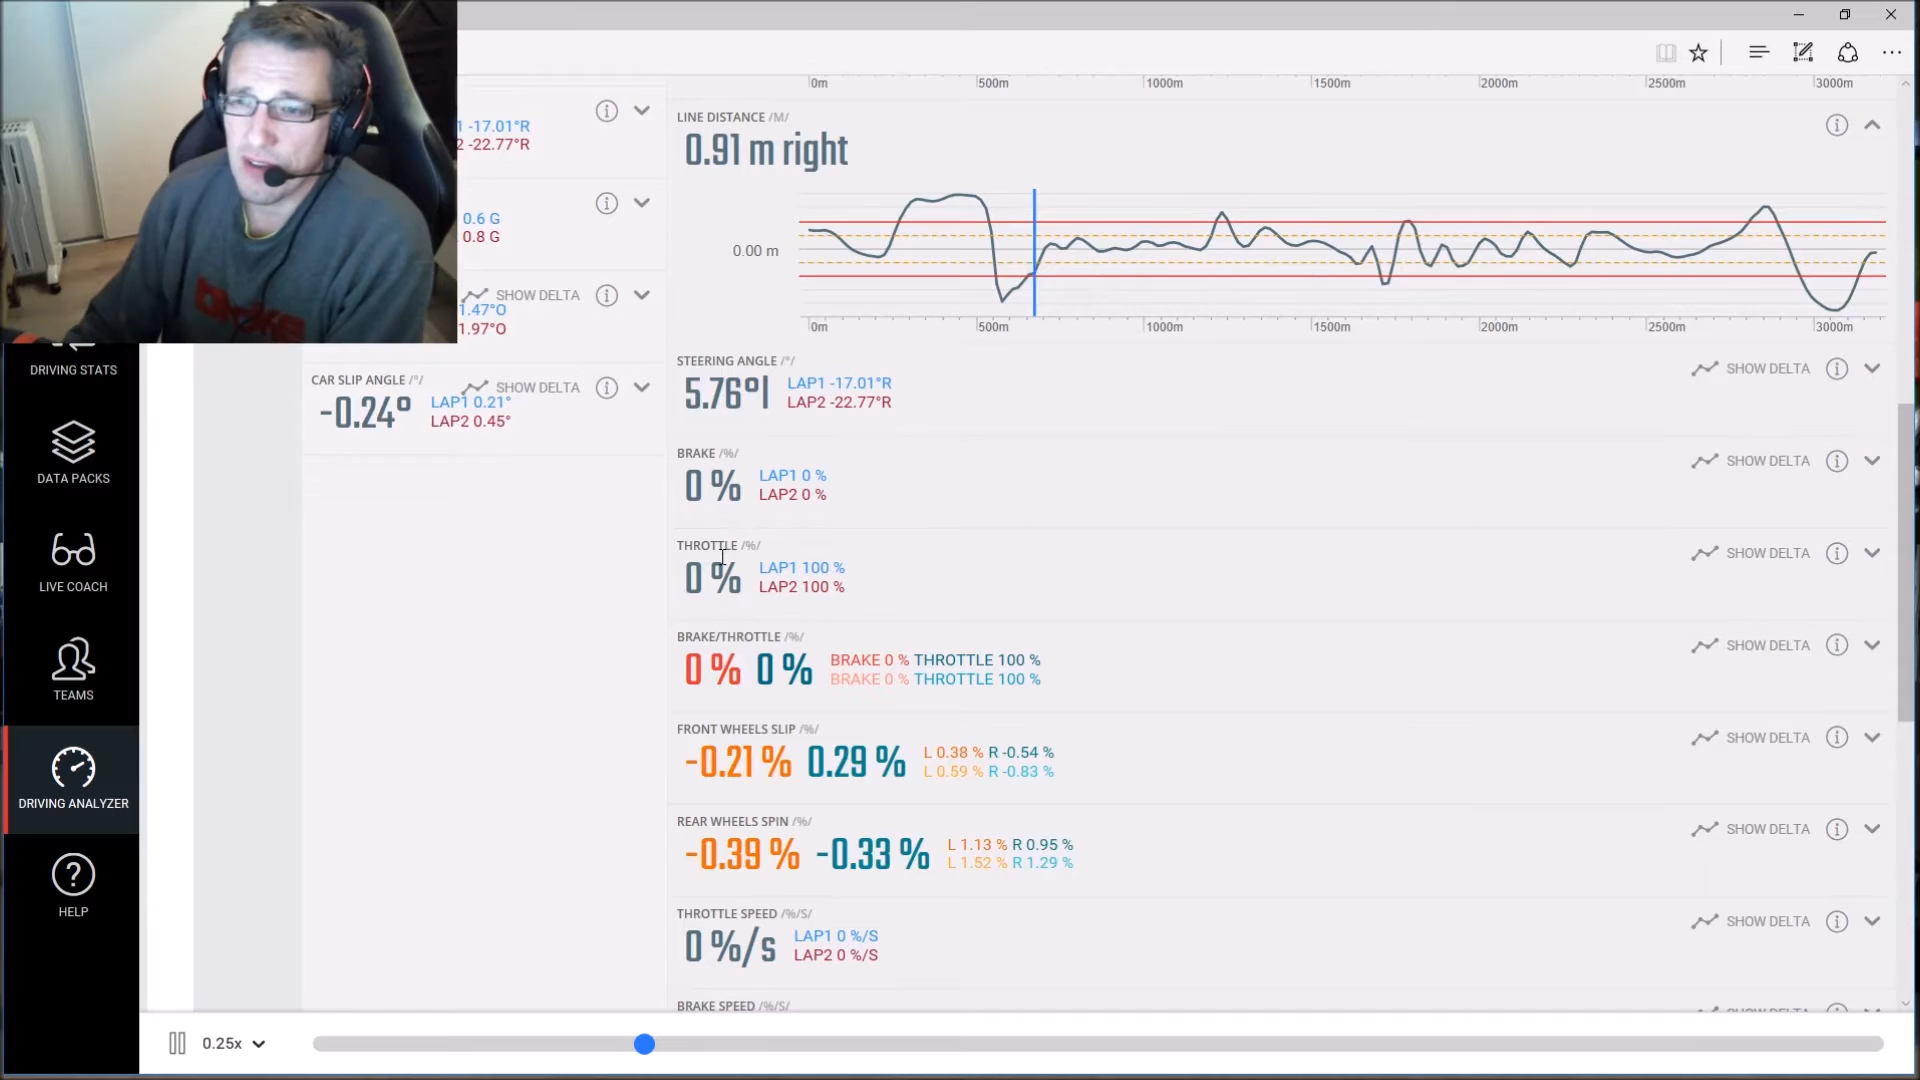 0m 500m 1000m 1500m 2000m 2500m 3000m
1 -17.01°R
2 -22.77°R
0.6 G
0.8 G
SHOW DELTA
1.47°O
1.97°O
CAR SLIP ANGLE /°/
SHOW DELTA
-0.24°
LAP1 0.21°
LAP2 0.45°
LINE DISTANCE /M/
0.91 m right
0.00 m
0m 500m 1000m 1500m 2000m 2500m 3000m
STEERING ANGLE /°/
5.76°l
LAP1 -17.01°R
LAP2 -22.77°R
SHOW DELTA
BRAKE /%/
0 %
LAP1 0 %
LAP2 0 %
SHOW DELTA
THROTTLE /%/
0 %
LAP1 100 %
LAP2 100 %
SHOW DELTA
BRAKE/THROTTLE /%/
0 % 0 %
BRAKE 0 % THROTTLE 100 %
BRAKE 0 % THROTTLE 100 %
SHOW DELTA
FRONT WHEELS SLIP /%/
-0.21 % 0.29 %
L 0.38 % R -0.54 %
L 0.59 % R -0.83 %
SHOW DELTA
REAR WHEELS SPIN /%/
-0.39 % -0.33 %
L 1.13 % R 0.95 %
L 1.52 % R 1.29 %
SHOW DELTA
THROTTLE SPEED /%/S/
0 %/s
LAP1 0 %/S
LAP2 0 %/S
SHOW DELTA
BRAKE SPEED /%/S/
SHOW DELTA
DRIVING STATS
DATA PACKS
LIVE COACH
TEAMS
DRIVING ANALYZER
HELP
0.25x